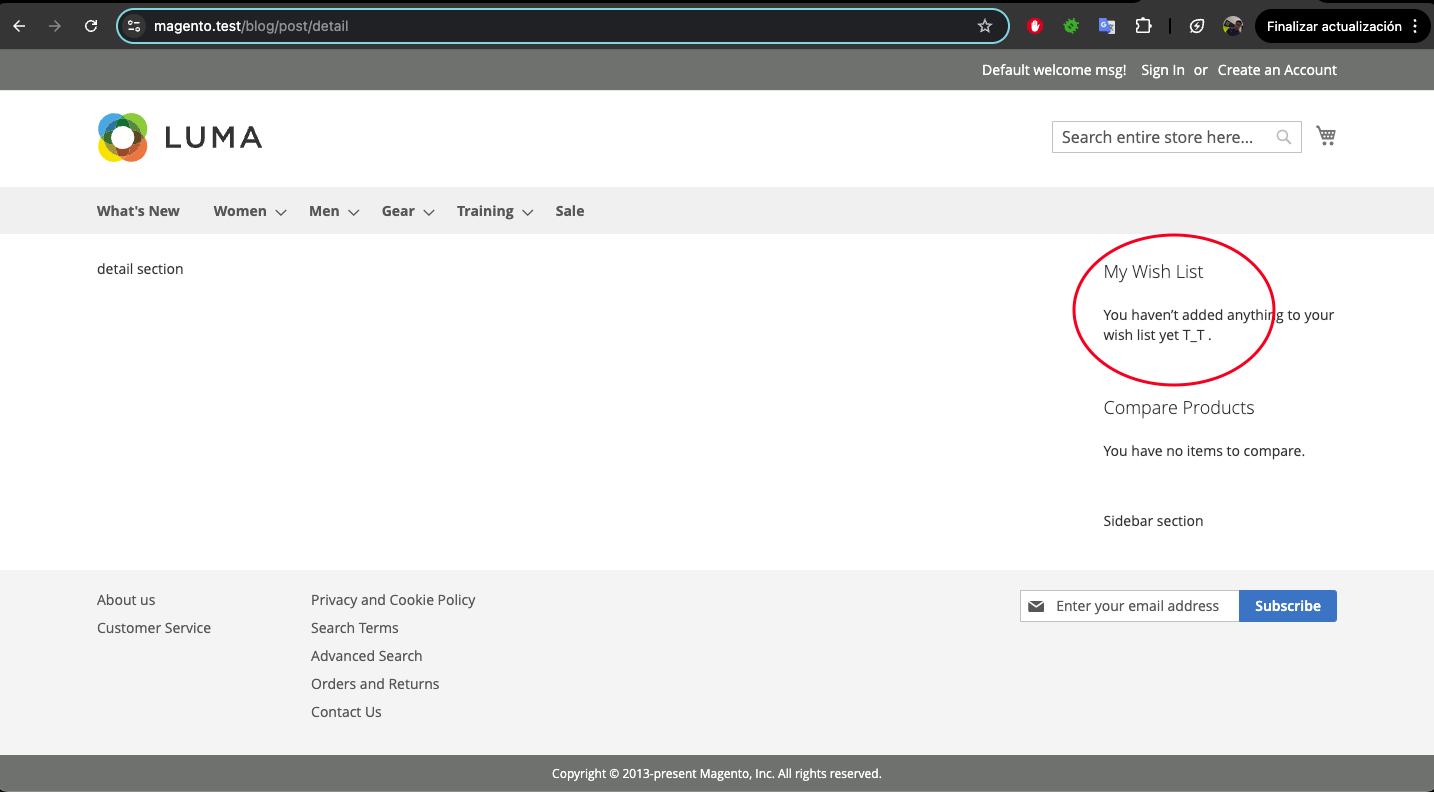 magento.test/blog/post/detail
Finalizar actualización
Default welcome msg! Sign In or Create an Account
LUMA
Search entire store here...
What's New Women Men Gear Training Sale
detail section
My Wish List
You haven’t added anything to your
wish list yet T_T .
Compare Products
You have no items to compare.
Sidebar section
About us
Customer Service
Privacy and Cookie Policy
Search Terms
Advanced Search
Orders and Returns
Contact Us
Enter your email address
Subscribe
Copyright © 2013-present Magento, Inc. All rights reserved.